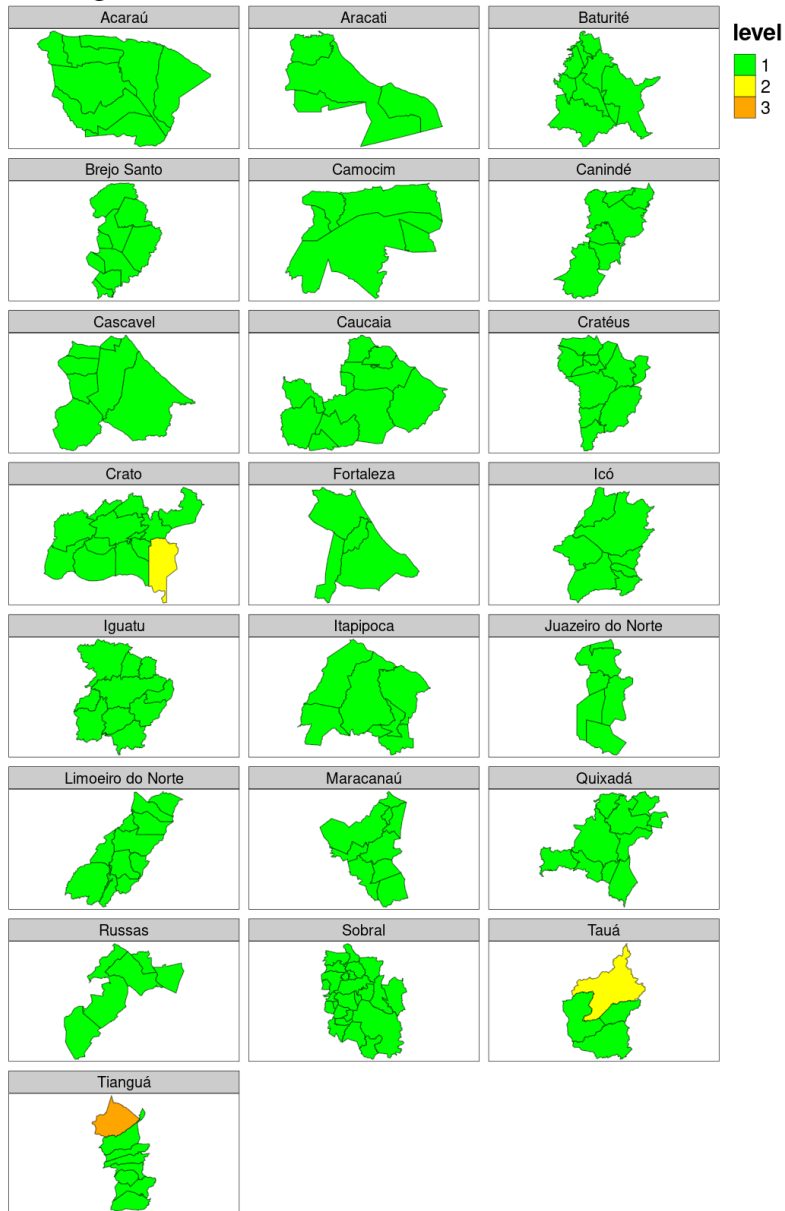 Acaraú
Aracati
Baturité
level
1
2
3
Brejo Santo
Camocim
Canindé
Cascavel
Caucaia
Cratéus
Crato
Fortaleza
Icó
Iguatu
Itapipoca
Juazeiro do Norte
Limoeiro do Norte
Maracanaú
Quixadá
Russas
Sobral
Tauá
Tianguá